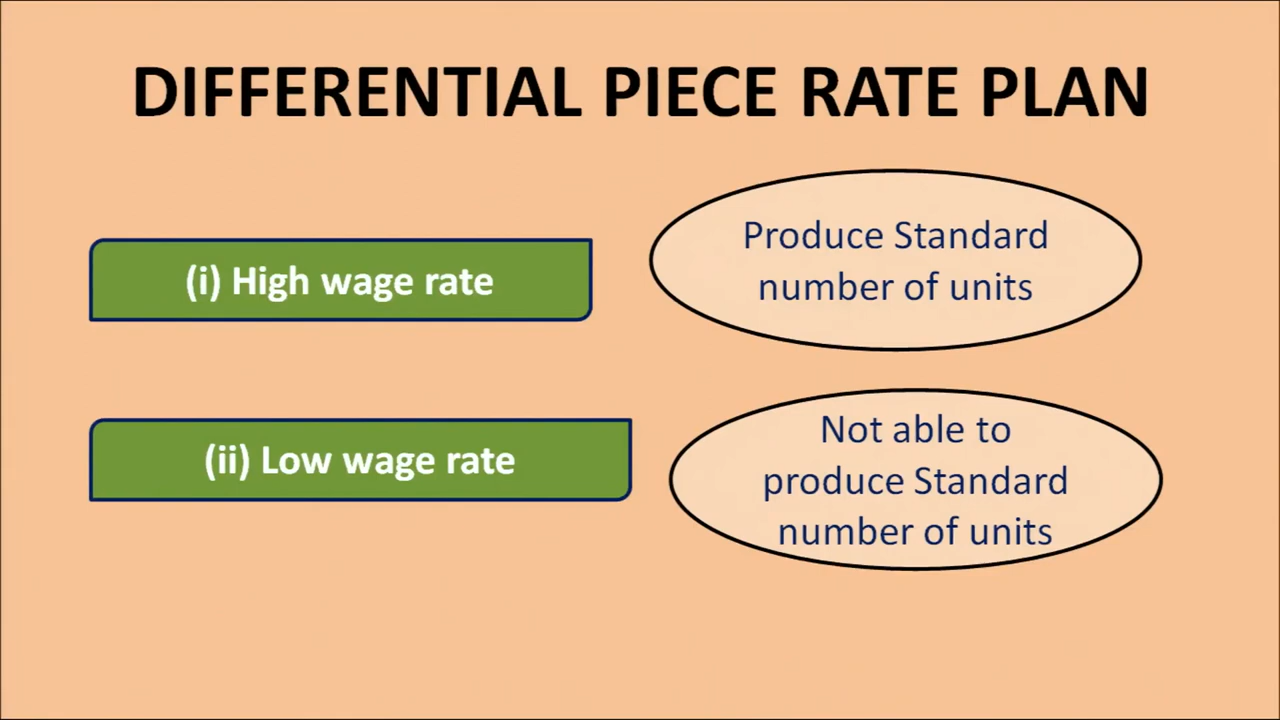 DIFFERENTIAL PIECE RATE PLAN
(i) High wage rate
Produce Standard
number of units
(ii) Low wage rate
Not able to
produce Standard
number of units